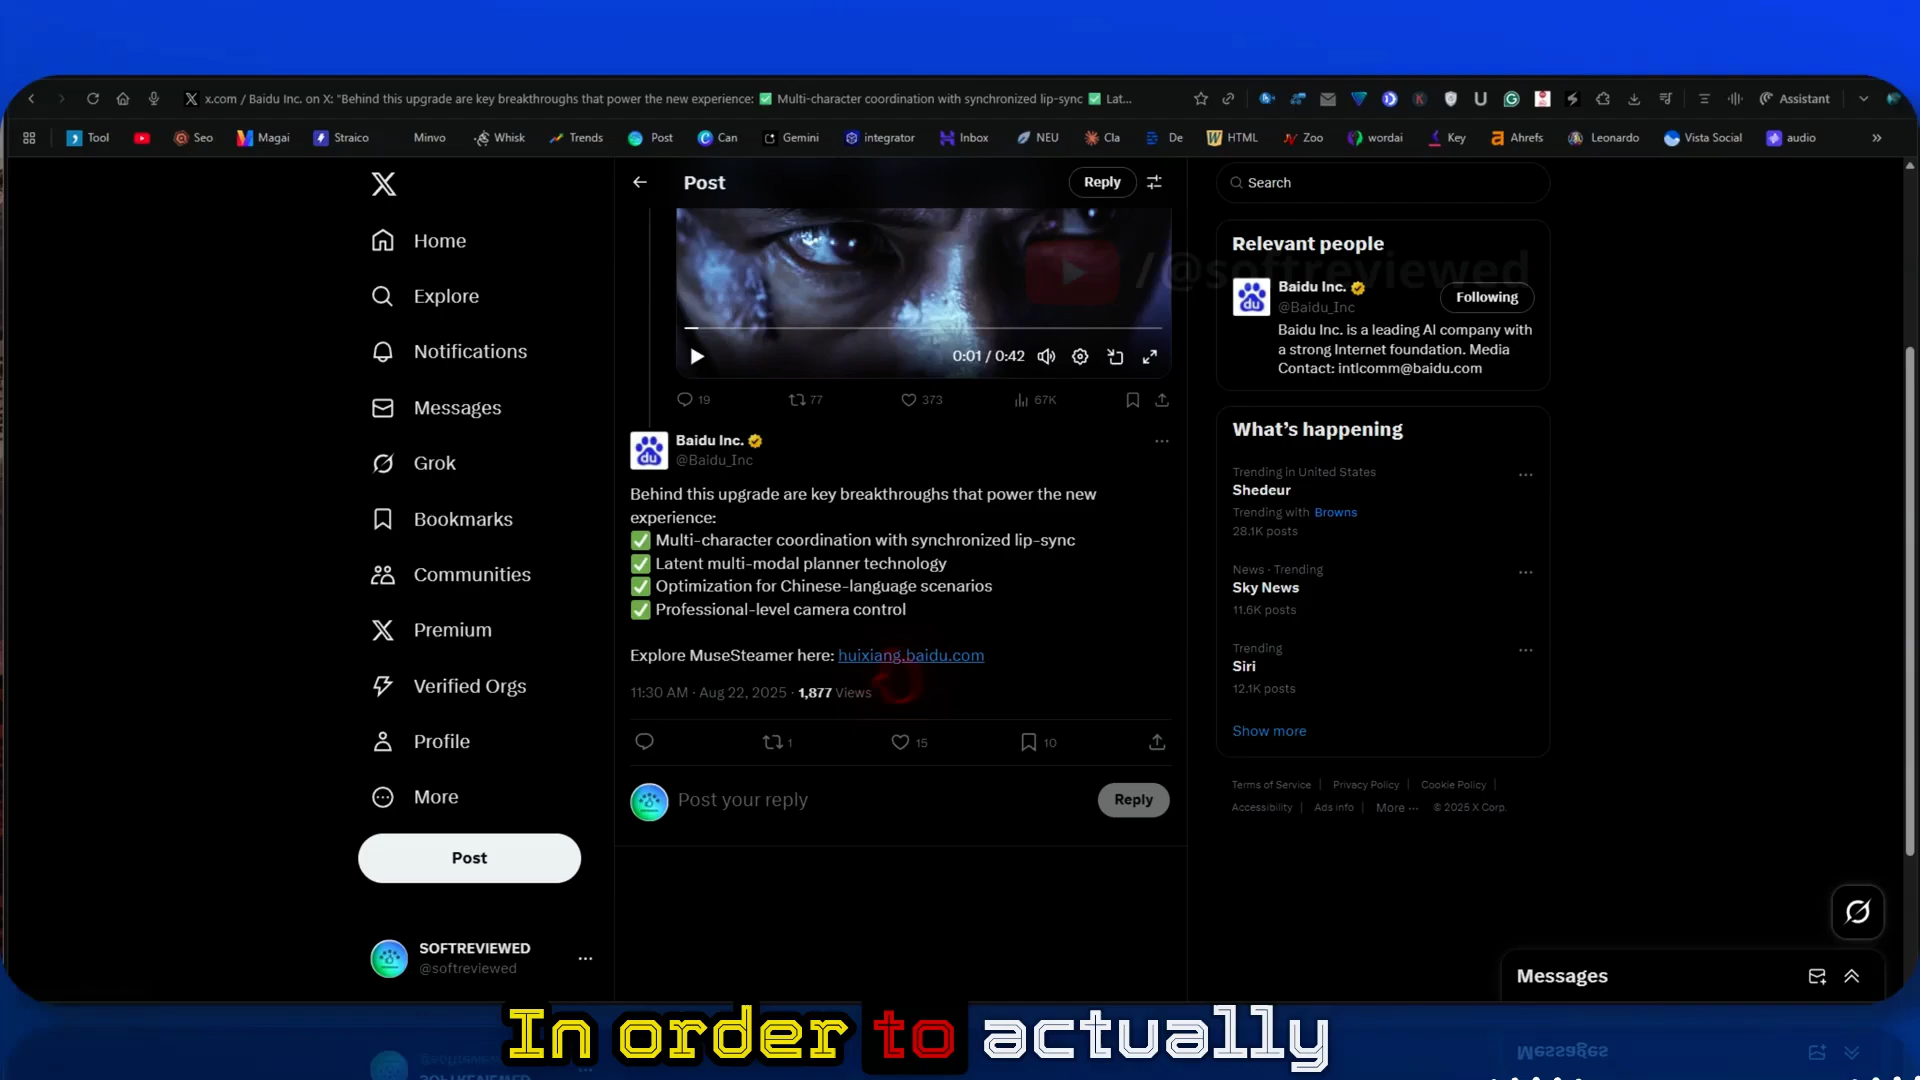 x.com / Baidu Inc. on X: "Behind this upgrade are key breakthroughs that power the new experience: ✅ Multi-character coordination with synchronized lip-sync ✅ Lat...
Assistant
Tool
Seo
Magai
Straico
Minvo
Whisk
Trends
Post
Can
Gemini
integrator
Inbox
NEU
Cla
De
HTML
Zoo
wordai
Key
Ahrefs
Leonardo
Vista Social
audio
Home
Explore
Notifications
Messages
Grok
Bookmarks
Communities
Premium
Verified Orgs
Profile
More
Post
SOFTREVIEWED
@softreviewed
Post
Reply
0:01 / 0:42
19
77
373
67K
Baidu Inc.
@Baidu_Inc
Behind this upgrade are key breakthroughs that power the new
experience:
✅ Multi-character coordination with synchronized lip-sync
✅ Latent multi-modal planner technology
✅ Optimization for Chinese-language scenarios
✅ Professional-level camera control
Explore MuseSteamer here: huixiang.baidu.com
11:30 AM · Aug 22, 2025 · 1,877 Views
1
15
10
Post your reply
Reply
Search
/@softreviewed
Relevant people
Baidu Inc.
@Baidu_Inc
Following
Baidu Inc. is a leading AI company with
a strong Internet foundation. Media
Contact: intlcomm@baidu.com
What's happening
Trending in United States
Shedeur
Trending with Browns
28.1K posts
News · Trending
Sky News
11.6K posts
Trending
Siri
12.1K posts
Show more
Terms of Service | Privacy Policy | Cookie Policy |
Accessibility | Ads info | More ··· © 2025 X Corp.
Messages
In order to actually